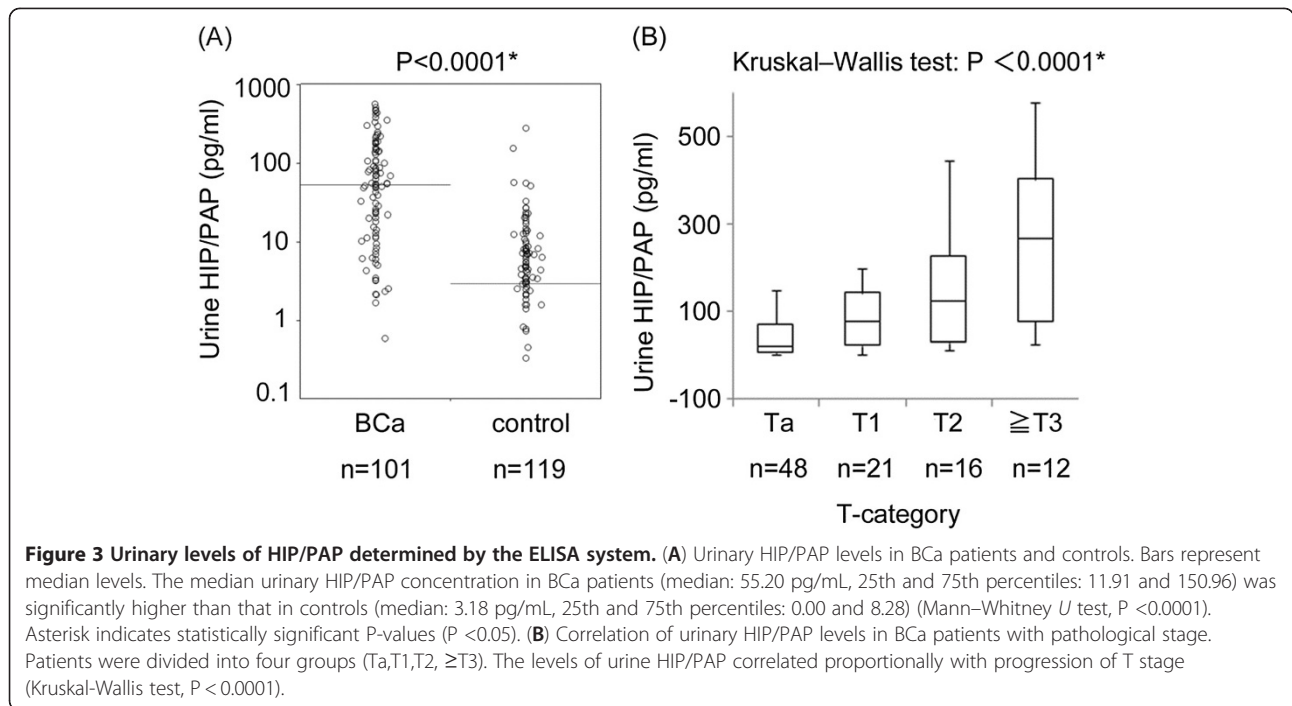 (A)
P<0.0001*
Urine HIP/PAP (pg/ml)
1000
100
10
1
0.1
BCa
control
n=101
n=119
(B)
Kruskal–Wallis test: P <0.0001*
Urine HIP/PAP (pg/ml)
500
300
100
-100
Ta
T1
T2
≧T3
n=48
n=21
n=16
n=12
T-category
Figure 3 Urinary levels of HIP/PAP determined by the ELISA system. (A) Urinary HIP/PAP levels in BCa patients and controls. Bars represent
median levels. The median urinary HIP/PAP concentration in BCa patients (median: 55.20 pg/mL, 25th and 75th percentiles: 11.91 and 150.96) was
significantly higher than that in controls (median: 3.18 pg/mL, 25th and 75th percentiles: 0.00 and 8.28) (Mann–Whitney U test, P <0.0001).
Asterisk indicates statistically significant P-values (P <0.05). (B) Correlation of urinary HIP/PAP levels in BCa patients with pathological stage.
Patients were divided into four groups (Ta,T1,T2, ≥T3). The levels of urine HIP/PAP correlated proportionally with progression of T stage
(Kruskal-Wallis test, P < 0.0001).